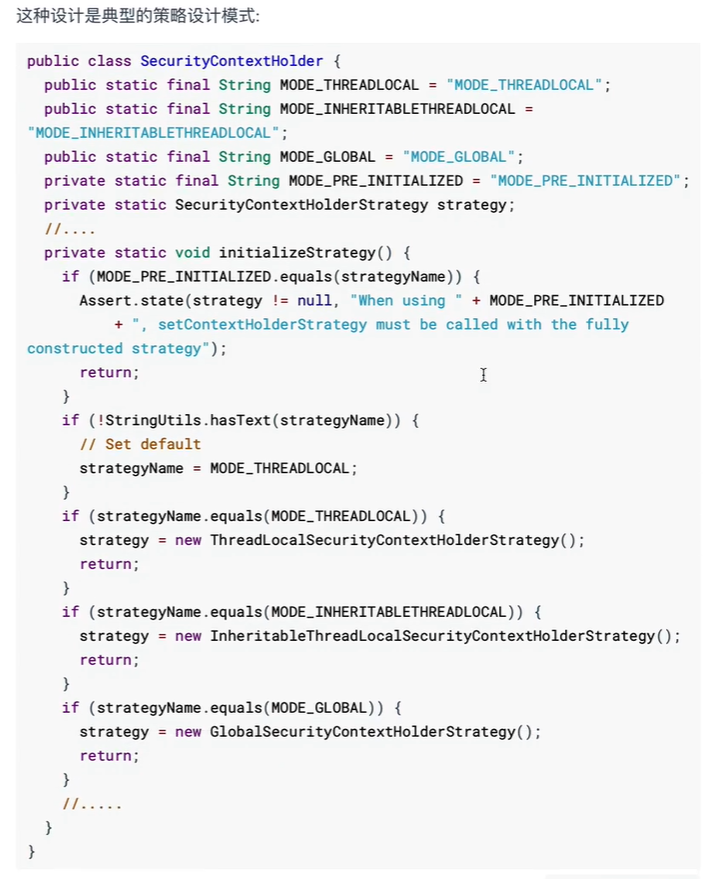 这种设计是典型的策略设计模式:
public class SecurityContextHolder {
  public static final String MODE_THREADLOCAL = "MODE_THREADLOCAL";
  public static final String MODE_INHERITABLETHREADLOCAL =
"MODE_INHERITABLETHREADLOCAL";
  public static final String MODE_GLOBAL = "MODE_GLOBAL";
  private static final String MODE_PRE_INITIALIZED = "MODE_PRE_INITIALIZED";
  private static SecurityContextHolderStrategy strategy;
  //....
  private static void initializeStrategy() {
    if (MODE_PRE_INITIALIZED.equals(strategyName)) {
      Assert.state(strategy != null, "When using " + MODE_PRE_INITIALIZED
          + ", setContextHolderStrategy must be called with the fully
constructed strategy");
      return;
    }
    if (!StringUtils.hasText(strategyName)) {
      // Set default
      strategyName = MODE_THREADLOCAL;
    }
    if (strategyName.equals(MODE_THREADLOCAL)) {
      strategy = new ThreadLocalSecurityContextHolderStrategy();
      return;
    }
    if (strategyName.equals(MODE_INHERITABLETHREADLOCAL)) {
      strategy = new InheritableThreadLocalSecurityContextHolderStrategy();
      return;
    }
    if (strategyName.equals(MODE_GLOBAL)) {
      strategy = new GlobalSecurityContextHolderStrategy();
      return;
    }
    //.....
  }
}